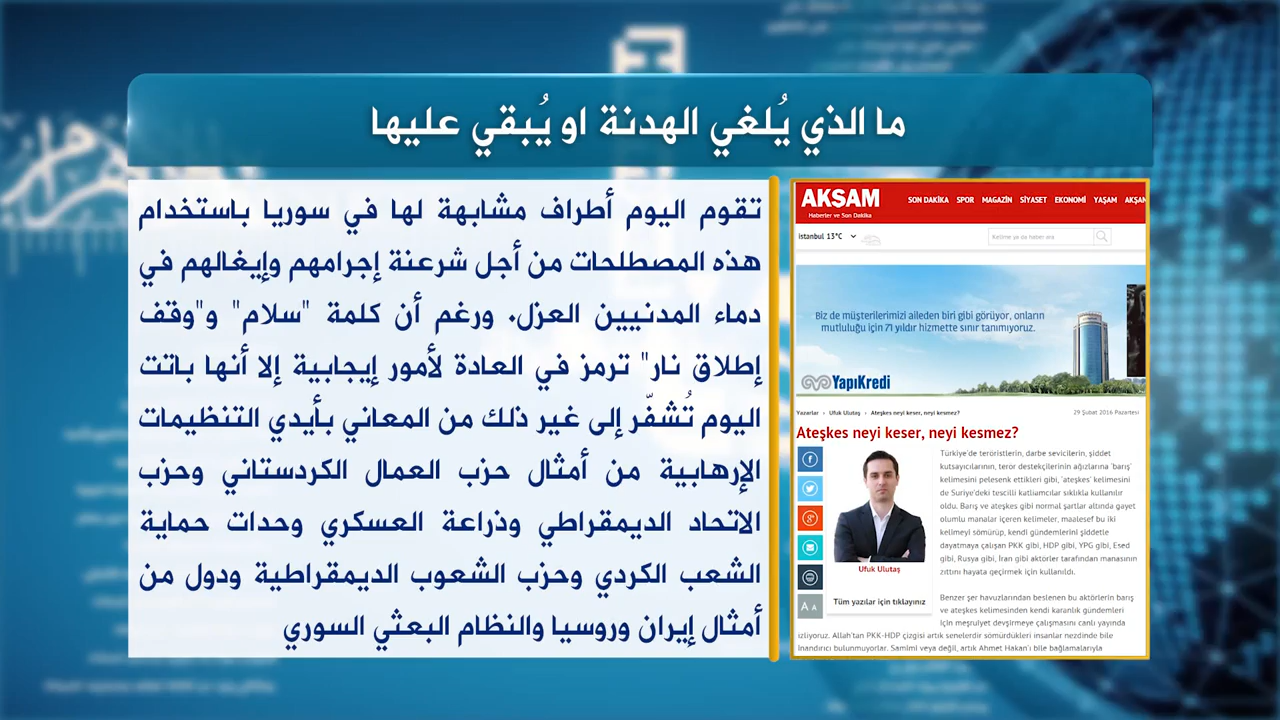 ما الذي يُلغي الهدنة او يُبقي عليها
تقوم اليوم أطراف مشابهة لها في سوريا باستخدام
هذه المصطلحات من أجل شرعنة إجرامهم وإيغالهم في
دماء المدنيين العزل. ورغم أن كلمة "سلام" و"وقف
إطلاق نار" ترمز في العادة لأمور إيجابية إلا أنها باتت
اليوم تُشفّر إلى غير ذلك من المعاني بأيدي التنظيمات
الإرهابية من أمثال حزب العمال الكردستاني وحزب
الاتحاد الديمقراطي وذراعة العسكري وحدات حماية
الشعب الكردي وحزب الشعوب الديمقراطية ودول من
أمثال إيران وروسيا والنظام البعثي السوري
AKŞAM
Haberler ve Son Dakika
SON DAKİKA SPOR MAGAZİN SİYASET EKONOMİ YAŞAM AKŞAM
istanbul 13°C
Kelime ya da haber ara
Biz de müşterilerimizi aileden biri gibi görüyor, onların
mutluluğu için 71 yıldır hizmette sınır tanımıyoruz.
YapıKredi
Yazarlar › Ufuk Ulutaş › Ateşkes neyi keser, neyi kesmez?
29 Şubat 2016 Pazartesi
Ateşkes neyi keser, neyi kesmez?
Ufuk Ulutaş
Tüm yazılar için tıklayınız
AA
Türkiye'de teröristlerin, darbe sevicilerin, şiddet
kutsayıcılarının, teror destekçilerinin ağızlarına 'barış'
kelimesini pelesenk ettikleri gibi, 'ateşkes' kelimesini
de Suriye'deki tescilli katliamcılar sıklıkla kullanılır
oldu. Barış ve ateşkes gibi normal şartlar altında gayet
olumlu manalar içeren kelimeler, maalesef bu iki
kelimeyi sömürüp, kendi gündemlerini şiddetle
dayatmaya çalışan PKK gibi, HDP gibi, YPG gibi, Esed
gibi, Rusya gibi, İran gibi aktörler tarafından manasının
zıttını hayata geçirmek için kullanıldı.
Benzer şer havuzlarından beslenen bu aktörlerin barış
ve ateşkes kelimesinden kendi karanlık gündemleri
için meşruiyet devşirmeye çalışmasını canlı yayında
izliyoruz. Allah'tan PKK-HDP çizgisi artık senelerdir sömürdükleri insanlar nezdinde bile
inandırıcı bulunmuyorlar. Samimi veya değil, artık Ahmet Hakan'ı bile bağlamalarıyla